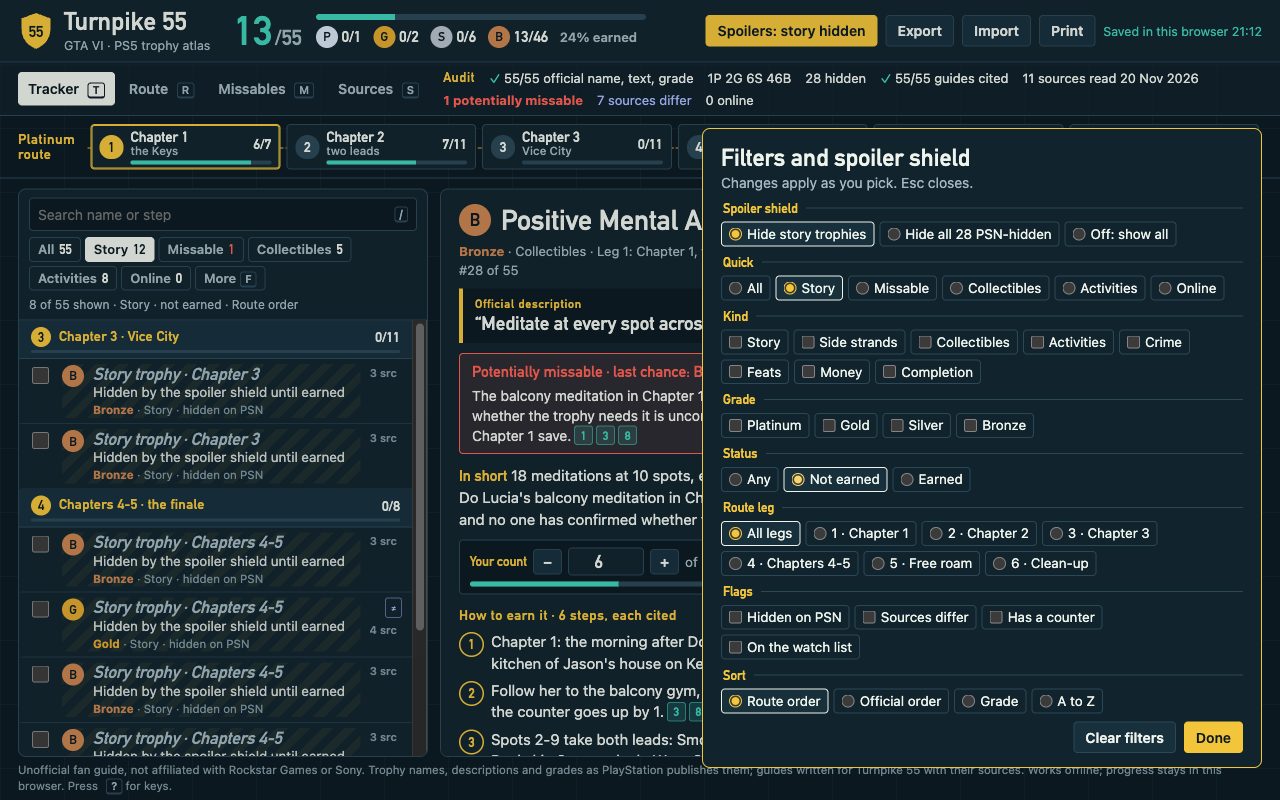 55
Turnpike 55
GTA VI · PS5 trophy atlas
13/55
P 0/1 G 0/2 S 0/6 B 13/46 24% earned
Spoilers: story hidden
Export
Import
Print
Saved in this browser 21:12
Tracker T
Route R
Missables M
Sources S
Audit ✓ 55/55 official name, text, grade 1P 2G 6S 46B 28 hidden ✓ 55/55 guides cited 11 sources read 20 Nov 2026
1 potentially missable 7 sources differ 0 online
Platinum
route
1 Chapter 1 6/7
the Keys
2 Chapter 2 7/11
two leads
3 Chapter 3 0/11
Vice City
4
Search name or step /
All 55 Story 12 Missable 1 Collectibles 5
Activities 8 Online 0 More F
8 of 55 shown · Story · not earned · Route order
3 Chapter 3 · Vice City 0/11
B Story trophy · Chapter 3 3 src
Hidden by the spoiler shield until earned
Bronze · Story · hidden on PSN
B Story trophy · Chapter 3 3 src
Hidden by the spoiler shield until earned
Bronze · Story · hidden on PSN
4 Chapters 4-5 · the finale 0/8
B Story trophy · Chapters 4-5 3 src
Hidden by the spoiler shield until earned
Bronze · Story · hidden on PSN
G Story trophy · Chapters 4-5 ≠
Hidden by the spoiler shield until earned 4 src
Gold · Story · hidden on PSN
B Story trophy · Chapters 4-5 3 src
Hidden by the spoiler shield until earned
Bronze · Story · hidden on PSN
B Story trophy · Chapters 4-5 3 src
Hidden by the spoiler shield until earned
B Positive Mental A
Bronze · Collectibles · Leg 1: Chapter 1,
#28 of 55
Official description
“Meditate at every spot acros
Potentially missable · last chance: B
The balcony meditation in Chapter 1
whether the trophy needs it is uncon
Chapter 1 save. 1 3 8
In short 18 meditations at 10 spots, e
Do Lucia's balcony meditation in Ch
and no one has confirmed whether
Your count − 6 + of
How to earn it · 6 steps, each cited
1 Chapter 1: the morning after Do
kitchen of Jason's house on Ke
2 Follow her to the balcony gym,
the counter goes up by 1. 3 8
3 Spots 2-9 take both leads: Smo
Filters and spoiler shield
Changes apply as you pick. Esc closes.
Spoiler shield
Hide story trophies Hide all 28 PSN-hidden Off: show all
Quick
All Story Missable Collectibles Activities Online
Kind
Story Side strands Collectibles Activities Crime
Feats Money Completion
Grade
Platinum Gold Silver Bronze
Status
Any Not earned Earned
Route leg
All legs 1 · Chapter 1 2 · Chapter 2 3 · Chapter 3
4 · Chapters 4-5 5 · Free roam 6 · Clean-up
Flags
Hidden on PSN Sources differ Has a counter
On the watch list
Sort
Route order Official order Grade A to Z
Clear filters Done
Unofficial fan guide, not affiliated with Rockstar Games or Sony. Trophy names, descriptions and grades as PlayStation publishes them; guides written for Turnpike 55 with their sources. Works offline; progress stays in this
browser. Press ? for keys.